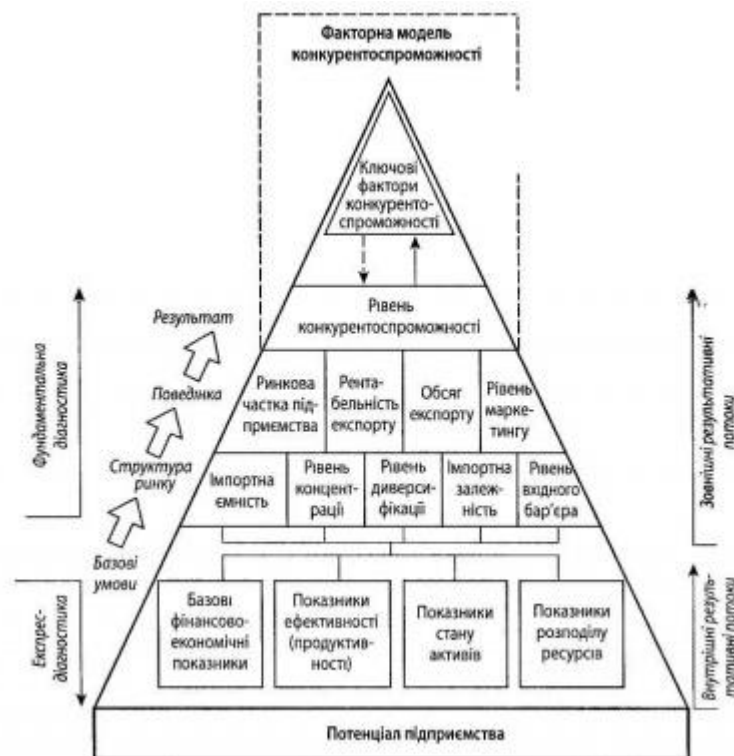 Факторна модель
конкурентоспроможності
Ключові
фактори
конкуренто-
спроможності
Рівень
конкурентоспроможності
Ринкова
частка під-
приємства
Рента-
бельність
експорту
Обсяг
експорту
Рівень
марке-
тингу
Імпортна
ємність
Рівень
концент-
рації
Рівень
диверси-
фікації
Імпортна
залеж-
ність
Рівень
вхідного
бар'єра
Базові
фінансово-
економічні
показники
Показники
ефективності
(продуктив-
ності)
Показники
стану
активів
Показники
розподілу
ресурсів
Потенціал підприємства
Фундаментальна
діагностика
Експрес-
діагностика
Результат
Поведінка
Структура
ринку
Базові
умови
Зовнішні результативні
потоки
Внутрішні резуль-
тативні потоки